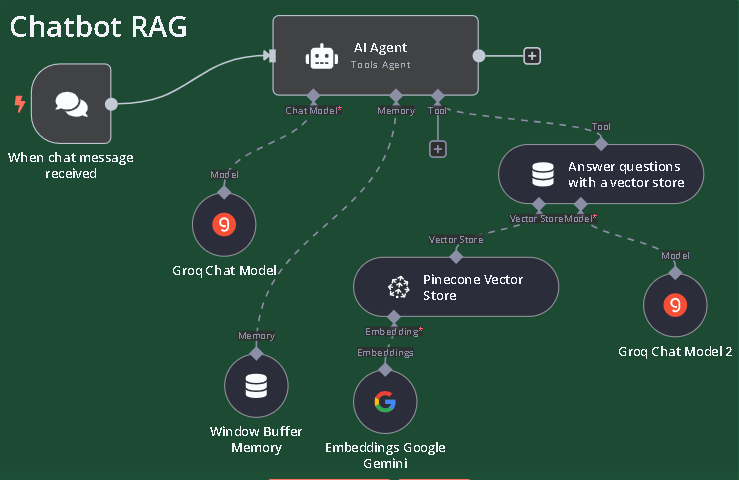 Chatbot RAG
AI Agent
Tools Agent
When chat message
received
Chat Model*
Memory
Tool
Tool
Answer questions
with a vector store
Model
Groq Chat Model
Vector Store
Model*
Vector Store
Pinecone Vector
Store
Model
Groq Chat Model 2
Embedding*
Embeddings
Memory
Window Buffer
Memory
Embeddings Google
Gemini